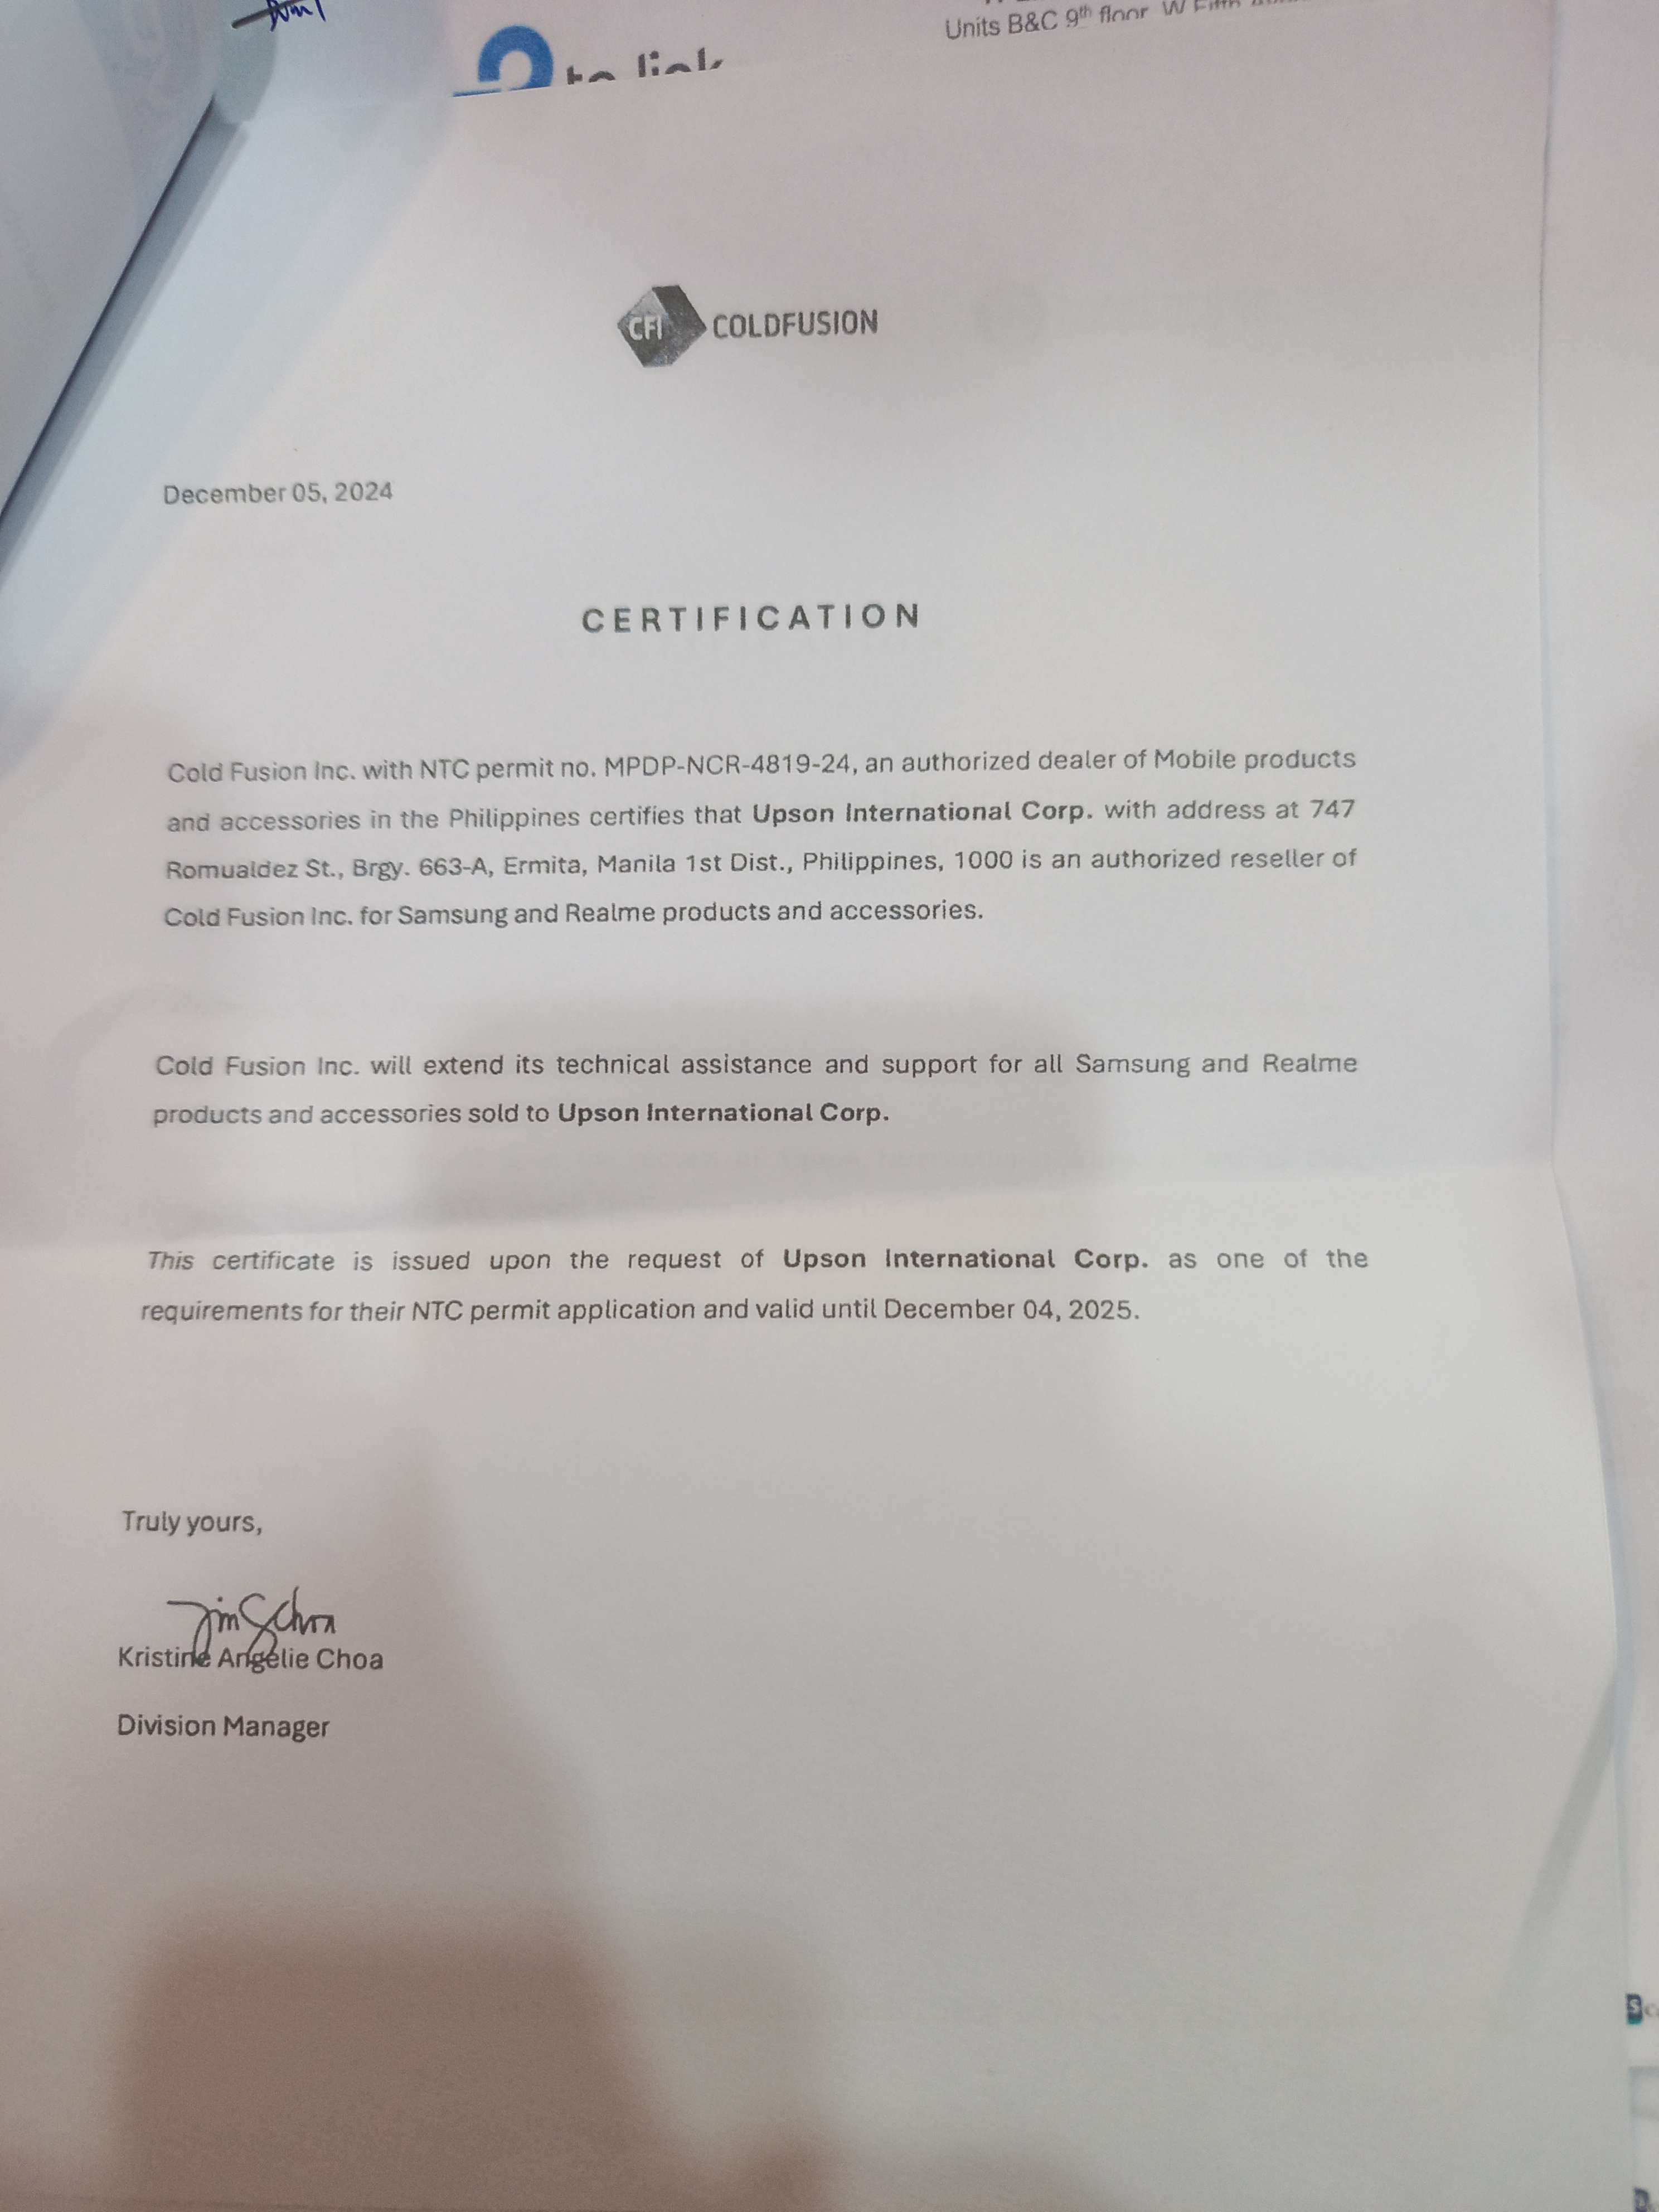 Units B&C 9th floor W Fifth
CFI COLDFUSION
December 05, 2024
CERTIFICATION
Cold Fusion Inc. with NTC permit no. MPDP-NCR-4819-24, an authorized dealer of Mobile products
and accessories in the Philippines certifies that Upson International Corp. with address at 747
Romualdez St., Brgy. 663-A, Ermita, Manila 1st Dist., Philippines, 1000 is an authorized reseller of
Cold Fusion Inc. for Samsung and Realme products and accessories.
Cold Fusion Inc. will extend its technical assistance and support for all Samsung and Realme
products and accessories sold to Upson International Corp.
This certificate is issued upon the request of Upson International Corp. as one of the
requirements for their NTC permit application and valid until December 04, 2025.
Truly yours,
Kristine Angelie Choa
Division Manager